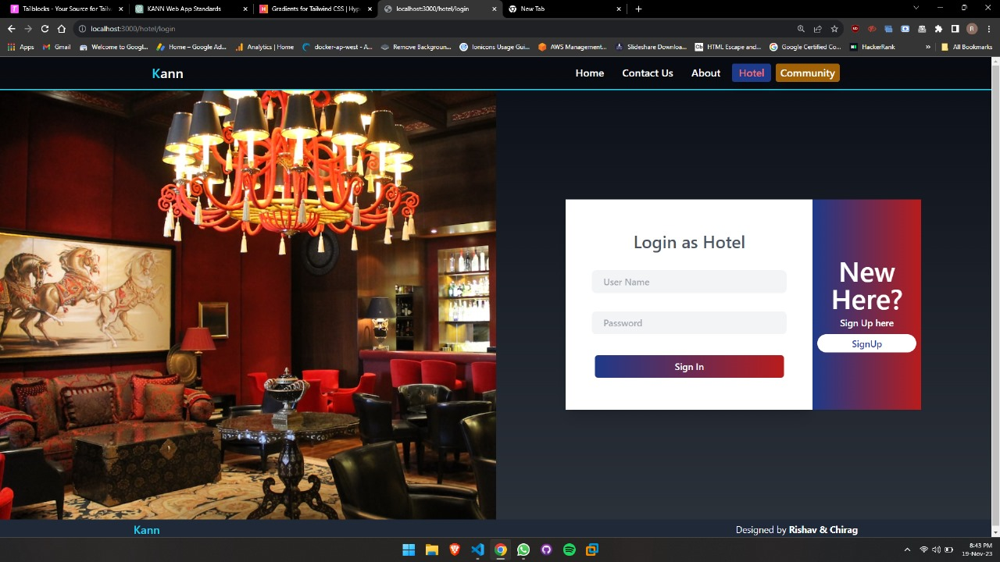 Tailblocks - Your Source for Tailw
KANN Web App Standards
Gradients for Tailwind CSS | Hyp
localhost:3000/hotel/login
New Tab
localhost:3000/hotel/login
Apps
Gmail
Welcome to Googl...
Home – Google Ad...
Analytics | Home
docker-ap-west - A...
Remove Backgroun...
Ionicons Usage Gui...
AWS Management...
Slideshare Downloa...
HTML Escape and...
Google Certified Co...
HackerRank
»
All Bookmarks
Kann
Home
Contact Us
About
Hotel
Community
Login as Hotel
User Name
Password
Sign In
New
Here?
Sign Up here
SignUp
Kann
Designed by Rishav & Chirag
8:43 PM
19-Nov-23